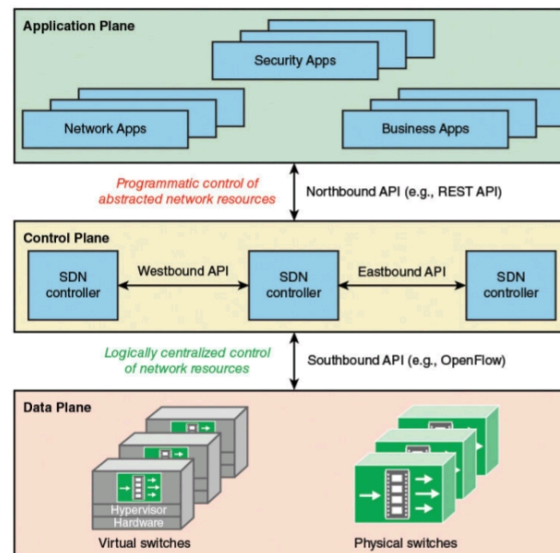 Application Plane
Security Apps
Network Apps
Business Apps
Programmatic control of
abstracted network resources
Northbound API (e.g., REST API)
Control Plane
SDN
controller
Westbound API
SDN
controller
Eastbound API
SDN
controller
Logically centralized control
of network resources
Southbound API (e.g., OpenFlow)
Data Plane
Hypervisor
Hardware
Virtual switches
Physical switches